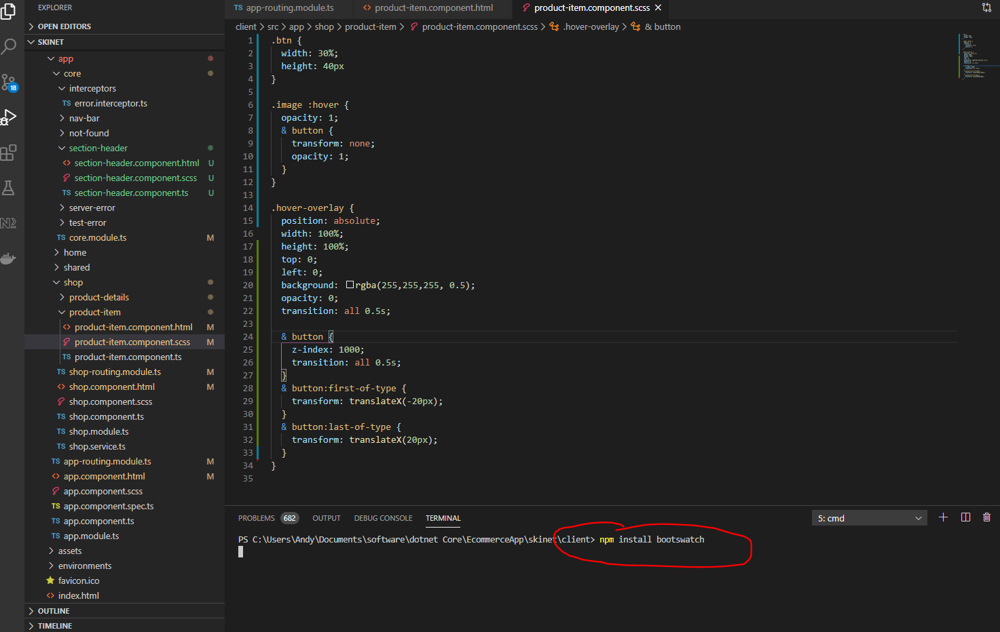 EXPLORER
OPEN EDITORS
SKINET
app
core
interceptors
TS error.interceptor.ts
nav-bar
not-found
section-header
<> section-header.component.html U
section-header.component.scss U
TS section-header.component.ts U
server-error
test-error
TS core.module.ts M
home
shared
shop
product-details
product-item
<> product-item.component.html M
product-item.component.scss M
TS product-item.component.ts
TS shop-routing.module.ts M
<> shop.component.html M
shop.component.scss
TS shop.component.ts
TS shop.module.ts
TS shop.service.ts
TS app-routing.module.ts M
<> app.component.html M
app.component.scss
TS app.component.spec.ts
TS app.component.ts
TS app.module.ts
assets
environments
favicon.ico
<> index.html
OUTLINE
TIMELINE
18
TS app-routing.module.ts <> product-item.component.html product-item.component.scss ×
client > src > app > shop > product-item > product-item.component.scss > .hover-overlay > & button
1 .btn {
2 width: 30%;
3 height: 40px
4 }
5
6 .image :hover {
7 opacity: 1;
8 & button {
9 transform: none;
10 opacity: 1;
11 }
12 }
13
14 .hover-overlay {
15 position: absolute;
16 width: 100%;
17 height: 100%;
18 top: 0;
19 left: 0;
20 background: rgba(255,255,255, 0.5);
21 opacity: 0;
22 transition: all 0.5s;
23
24 & button {
25 z-index: 1000;
26 transition: all 0.5s;
27 }
28 & button:first-of-type {
29 transform: translateX(-20px);
30 }
31 & button:last-of-type {
32 transform: translateX(20px);
33 }
34 }
35
PROBLEMS 682 OUTPUT DEBUG CONSOLE TERMINAL 5: cmd
PS C:\Users\Andy\Documents\software\dotnet Core\EcommerceApp\skinet\client> npm install bootswatch